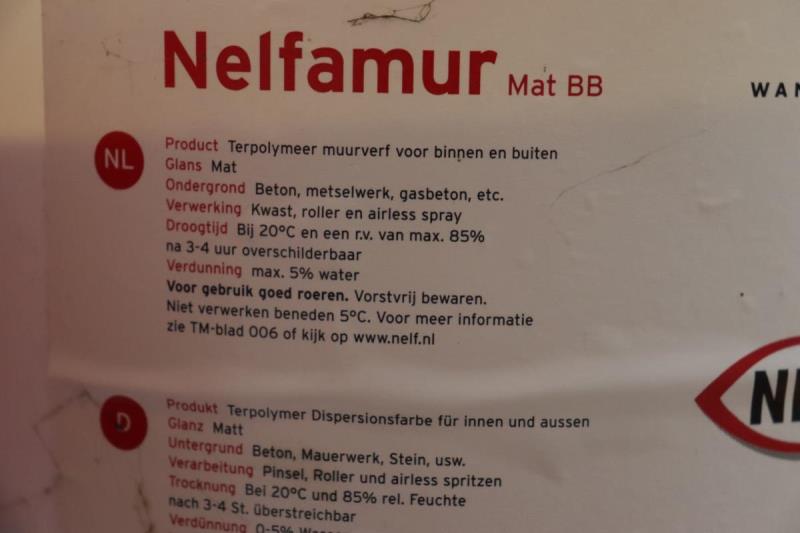 Nelfamur Mat BB
WAN
NL
Product Terpolymeer muurverf voor binnen en buiten
Glans Mat
Ondergrond Beton, metselwerk, gasbeton, etc.
Verwerking Kwast, roller en airless spray
Droogtijd Bij 20°C en een r.v. van max. 85%
na 3-4 uur overschilderbaar
Verdunning max. 5% water
Voor gebruik goed roeren. Vorstvrij bewaren.
Niet verwerken beneden 5°C. Voor meer informatie
zie TM-blad 006 of kijk op www.nelf.nl
D
Produkt Terpolymer Dispersionsfarbe für innen und aussen
Glanz Matt
Untergrund Beton, Mauerwerk, Stein, usw.
Verarbeitung Pinsel, Roller und airless spritzen
Trocknung Bei 20°C und 85% rel. Feuchte
nach 3-4 St. überstreichbar
Verdünnung 0-5%